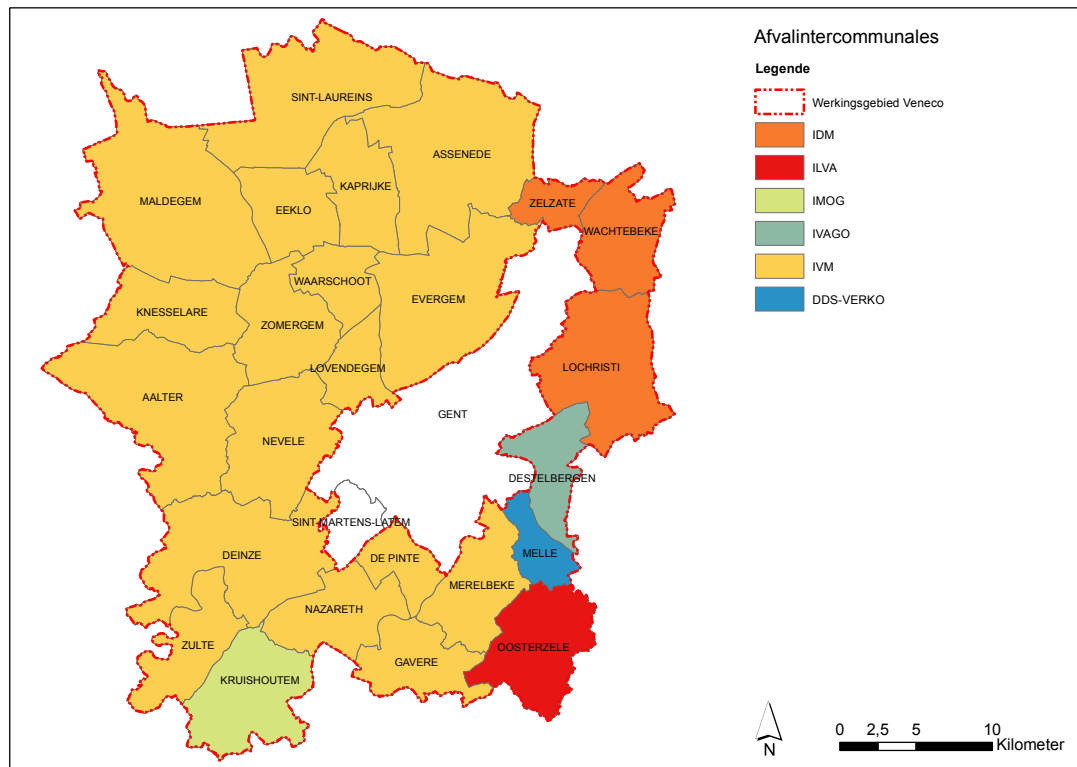 Afvalintercommunales
Legende
Werkingsgebied Veneco
IDM
ILVA
IMOG
IVAGO
IVM
DDS-VERKO
SINT-LAUREINS
ASSENEDE
KAPRIJKE
MALDEGEM
EEKLO
ZELZATE
WACHTEBEKE
WAARSCHOOT
EVERGEM
KNESSELARE
ZOMERGEM
LOVENDEGEM
LOCHRISTI
AALTER
GENT
NEVELE
DESTELBERGEN
SINT-MARTENS-LATEM
DEINZE
DE PINTE
MELLE
MERELBEKE
NAZARETH
ZULTE
OOSTERZELE
GAVERE
KRUISHOUTEM
N
0 2,5 5 10
Kilometer